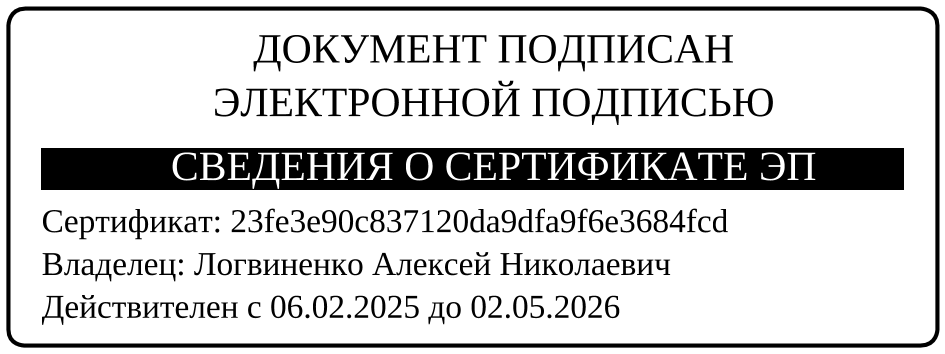 ДОКУМЕНТ ПОДПИСАН
ЭЛЕКТРОННОЙ ПОДПИСЬЮ
СВЕДЕНИЯ О СЕРТИФИКАТЕ ЭП
Сертификат: 23fe3e90c837120da9dfa9f6e3684fcd
Владелец: Логвиненко Алексей Николаевич
Действителен с 06.02.2025 до 02.05.2026